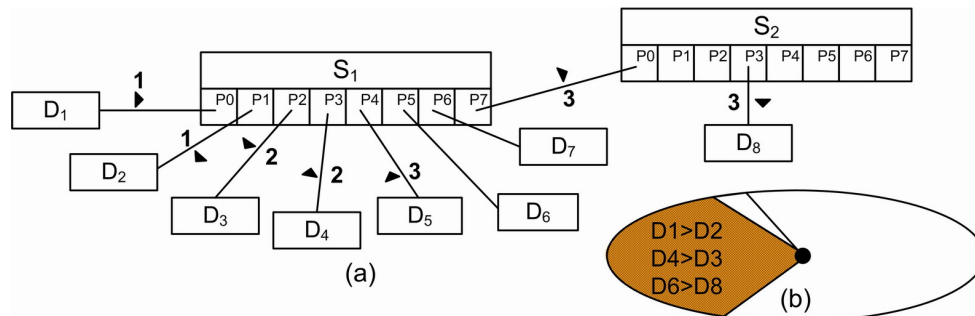 S1
P0 P1 P2 P3 P4 P5 P6 P7
S2
P0 P1 P2 P3 P4 P5 P6 P7
D1
D2
D3
D4
D5
D6
D7
D8
1
1
2
2
3
3
3
(a)
D1>D2
D4>D3
D6>D8
(b)